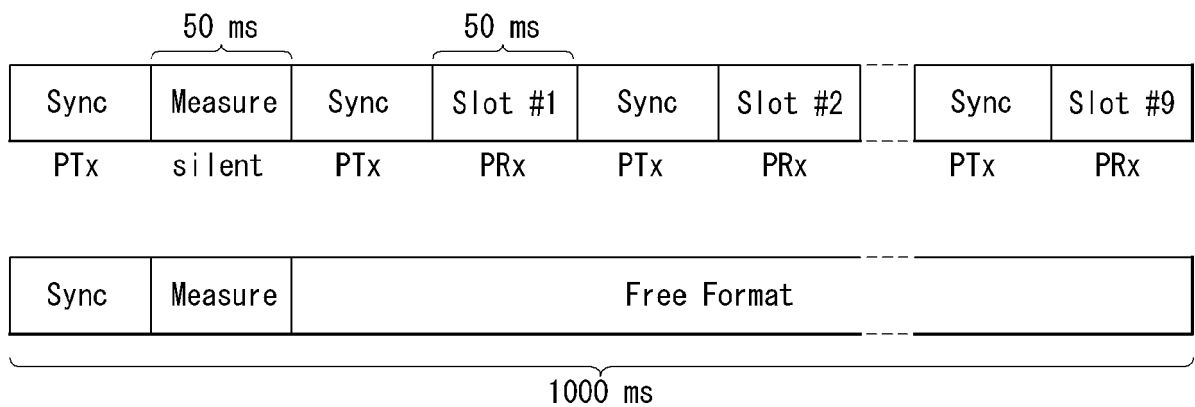 50 ms 50 ms
Sync Measure Sync Slot #1 Sync Slot #2 Sync Slot #9
PTx silent PTx PRx PTx PRx PTx PRx
Sync Measure Free Format
1000 ms